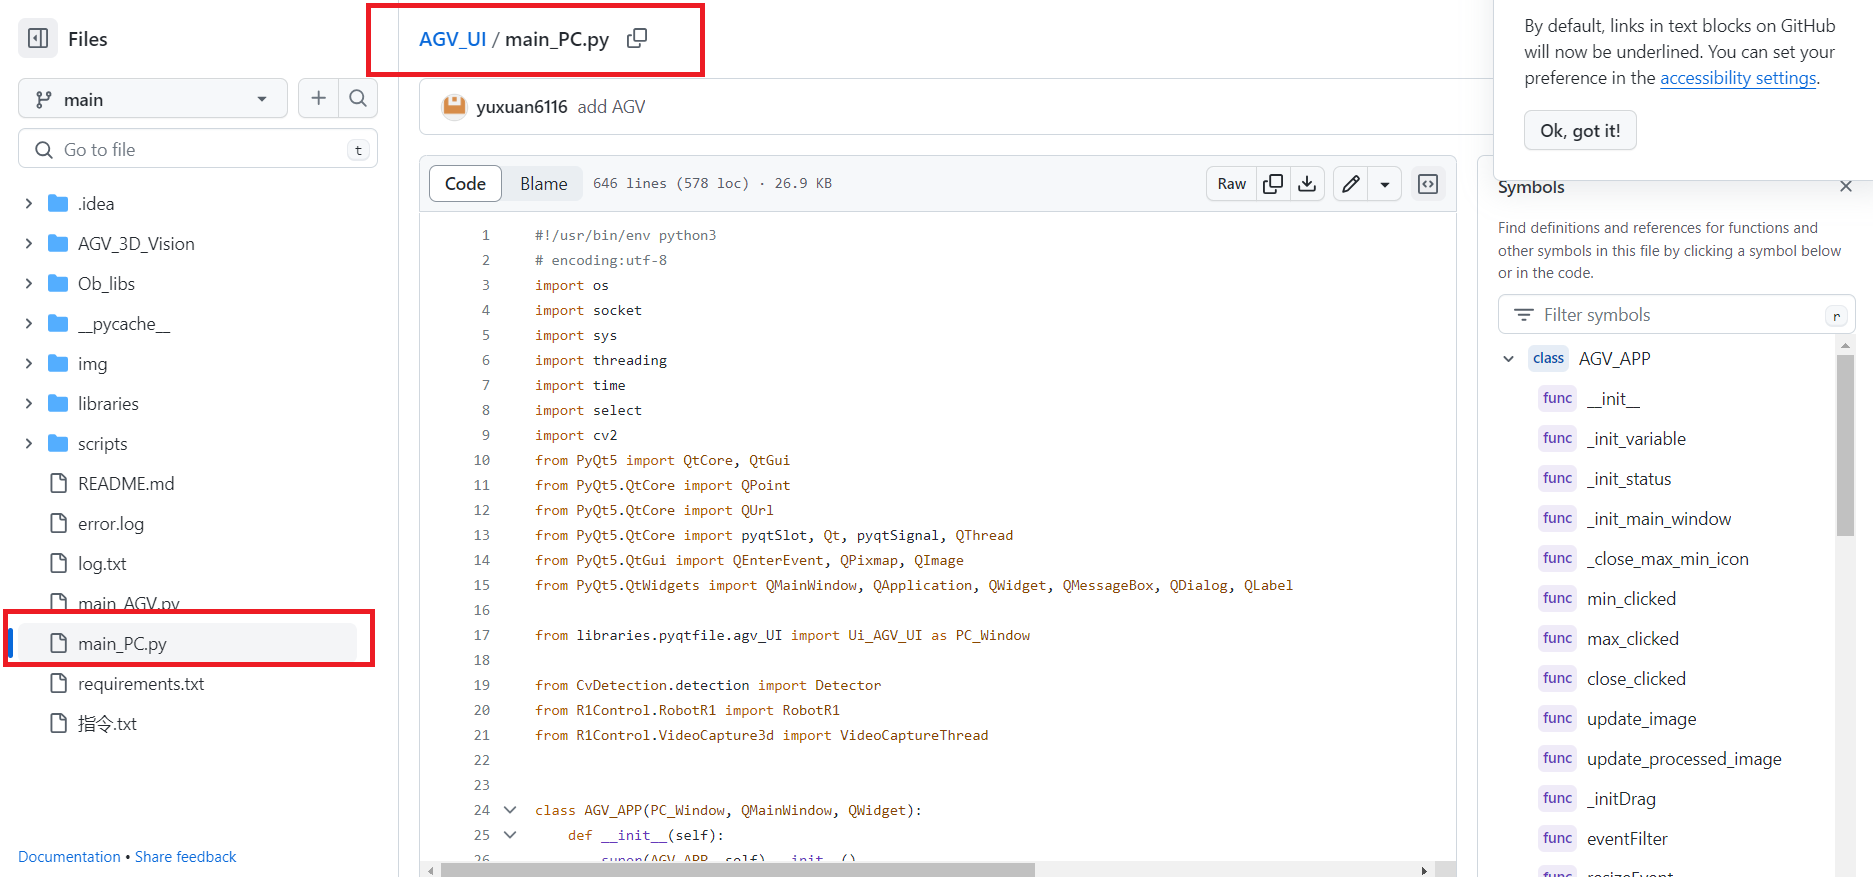 Files
main
Go to file
t
.idea
AGV_3D_Vision
Ob_libs
__pycache__
img
libraries
scripts
README.md
error.log
log.txt
main_AGV.py
main_PC.py
requirements.txt
指令.txt
Documentation • Share feedback
AGV_UI / main_PC.py
yuxuan6116 add AGV
Code Blame 646 lines (578 loc) · 26.9 KB
Raw
1 #!/usr/bin/env python3
2 # encoding:utf-8
3 import os
4 import socket
5 import sys
6 import threading
7 import time
8 import select
9 import cv2
10 from PyQt5 import QtCore, QtGui
11 from PyQt5.QtCore import QPoint
12 from PyQt5.QtCore import QUrl
13 from PyQt5.QtCore import pyqtSlot, Qt, pyqtSignal, QThread
14 from PyQt5.QtGui import QEnterEvent, QPixmap, QImage
15 from PyQt5.QtWidgets import QMainWindow, QApplication, QWidget, QMessageBox, QDialog, QLabel
16
17 from libraries.pyqtfile.agv_UI import Ui_AGV_UI as PC_Window
18
19 from CvDetection.detection import Detector
20 from R1Control.RobotR1 import RobotR1
21 from R1Control.VideoCapture3d import VideoCaptureThread
22
23
24 class AGV_APP(PC_Window, QMainWindow, QWidget):
25 def __init__(self):
26 super(AGV_APP, self).__init__()
By default, links in text blocks on GitHub
will now be underlined. You can set your
preference in the accessibility settings.
Ok, got it!
Symbols
Find definitions and references for functions and
other symbols in this file by clicking a symbol below
or in the code.
Filter symbols
r
class AGV_APP
func __init__
func _init_variable
func _init_status
func _init_main_window
func _close_max_min_icon
func min_clicked
func max_clicked
func close_clicked
func update_image
func update_processed_image
func _initDrag
func eventFilter
func resizeEvent